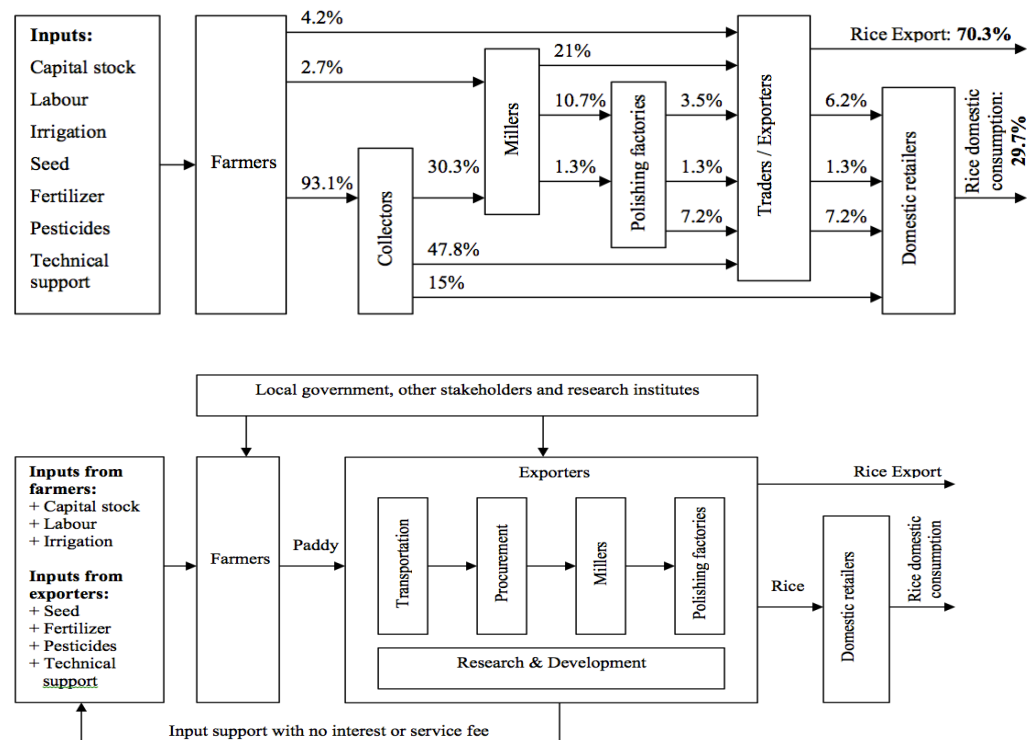 Inputs:
Capital stock
Labour
Irrigation
Seed
Fertilizer
Pesticides
Technical
support
Farmers
4.2%
2.7%
93.1%
Collectors
30.3%
47.8%
15%
Millers
21%
10.7%
1.3%
Polishing factories
3.5%
1.3%
7.2%
Traders / Exporters
Rice Export: 70.3%
6.2%
1.3%
7.2%
Domestic retailers
Rice domestic
consumption:
29.7%
Local government, other stakeholders and research institutes
Inputs from
farmers:
+ Capital stock
+ Labour
+ Irrigation
Inputs from
exporters:
+ Seed
+ Fertilizer
+ Pesticides
+ Technical
support
Farmers
Paddy
Exporters
Transportation
Procurement
Millers
Polishing factories
Research & Development
Rice Export
Rice
Domestic retailers
Rice domestic
consumption
Input support with no interest or service fee